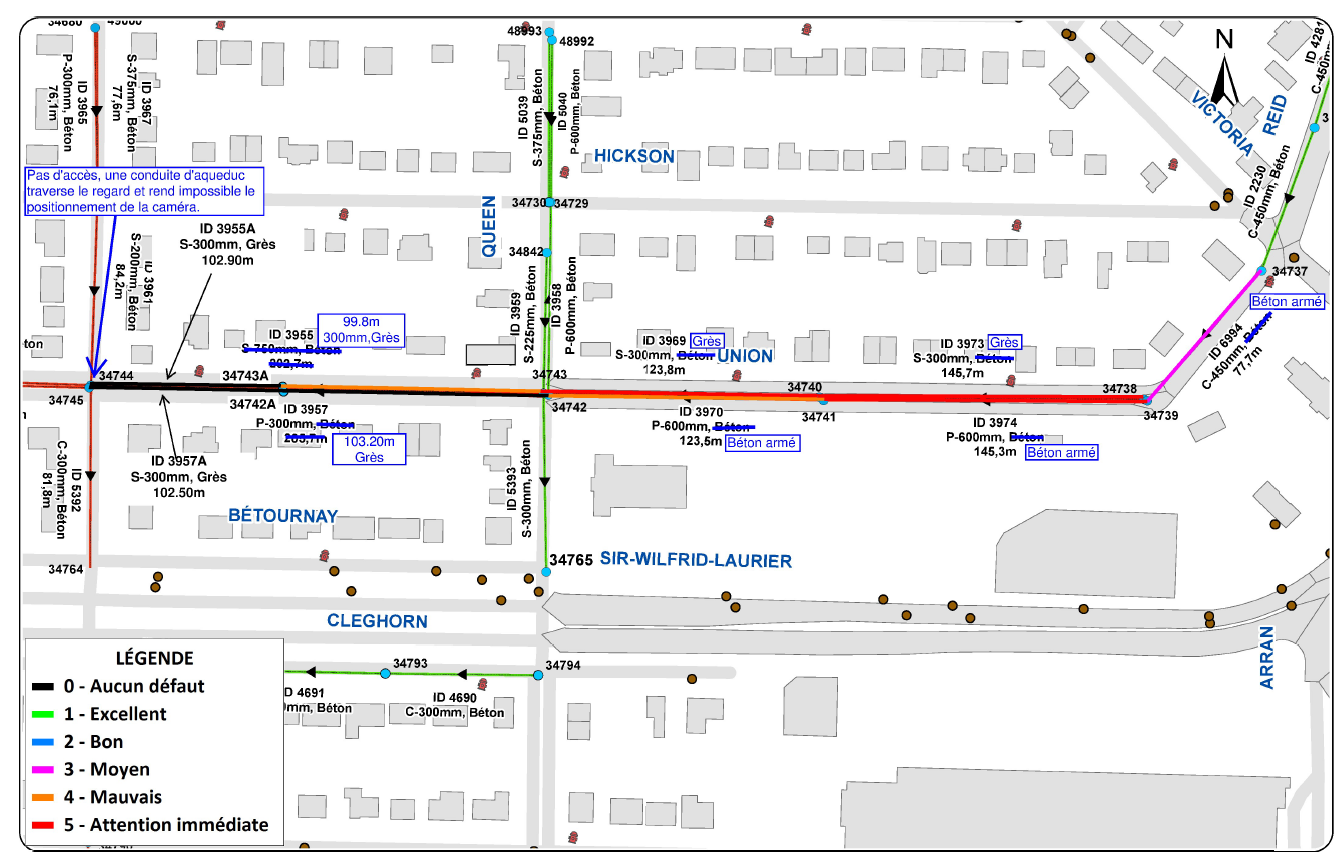 34680
49000
48993
48992
N
ID 4281
C-450mm
P-300mm, Béton
ID 3965
76,1m
S-375mm, Béton
ID 3967
77,6m
ID 5039
S-375mm, Béton
ID 5040
P-600mm, Béton
VICTORIA
REID
HICKSON
ID 2230
C-450mm, Béton
Pas d'accès, une conduite d'aqueduc
traverse le regard et rend impossible le
positionnement de la caméra.
34730
34729
QUEEN
ID 3955A
S-300mm, Grès
102.90m
S-200mm, Béton
ID 3961
84,2m
34842
34737
Béton armé
ID 3959
S-225mm, Béton
ID 3958
P-600mm, Béton
99.8m
300mm,Grès
ID 3955
S-750mm, Béton
202,7m
ton
ID 3969
Grès
S-300mm, Béton
123,8m
UNION
ID 3973
Grès
S-300mm, Béton
145,7m
ID 6994
C-450mm, Béton
77,7m
34744
34743A
34743
34740
34738
34745
34742A
34742
34741
34739
ID 3957
P-300mm, Béton
205,7m
103.20m
Grès
ID 3970
P-600mm, Béton
123,5m
Béton armé
ID 3974
P-600mm, Béton
145,3m
Béton armé
ID 3957A
S-300mm, Grès
102.50m
C-300mm, Béton
ID 5392
81,8m
ID 5393
S-300mm, Béton
BÉTOURNAY
34764
34765
SIR-WILFRID-LAURIER
CLEGHORN
ARRAN
34793
34794
D 4691
mm, Béton
ID 4690
C-300mm, Béton
LÉGENDE
0 - Aucun défaut
1 - Excellent
2 - Bon
3 - Moyen
4 - Mauvais
5 - Attention immédiate